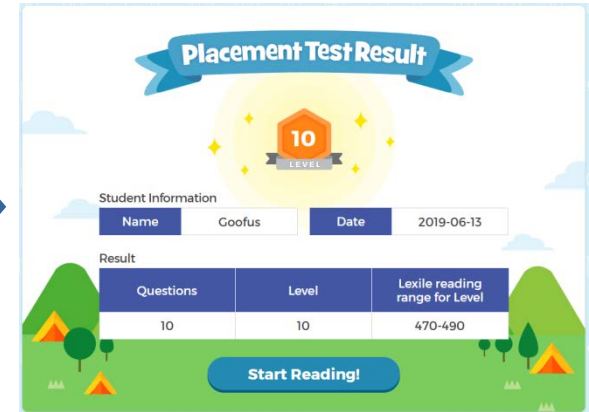 Placement Test Result
10
LEVEL
Student Information
Name Goofus Date 2019-06-13
Result
Questions Level Lexile reading range for Level
10 10 470-490
Start Reading!